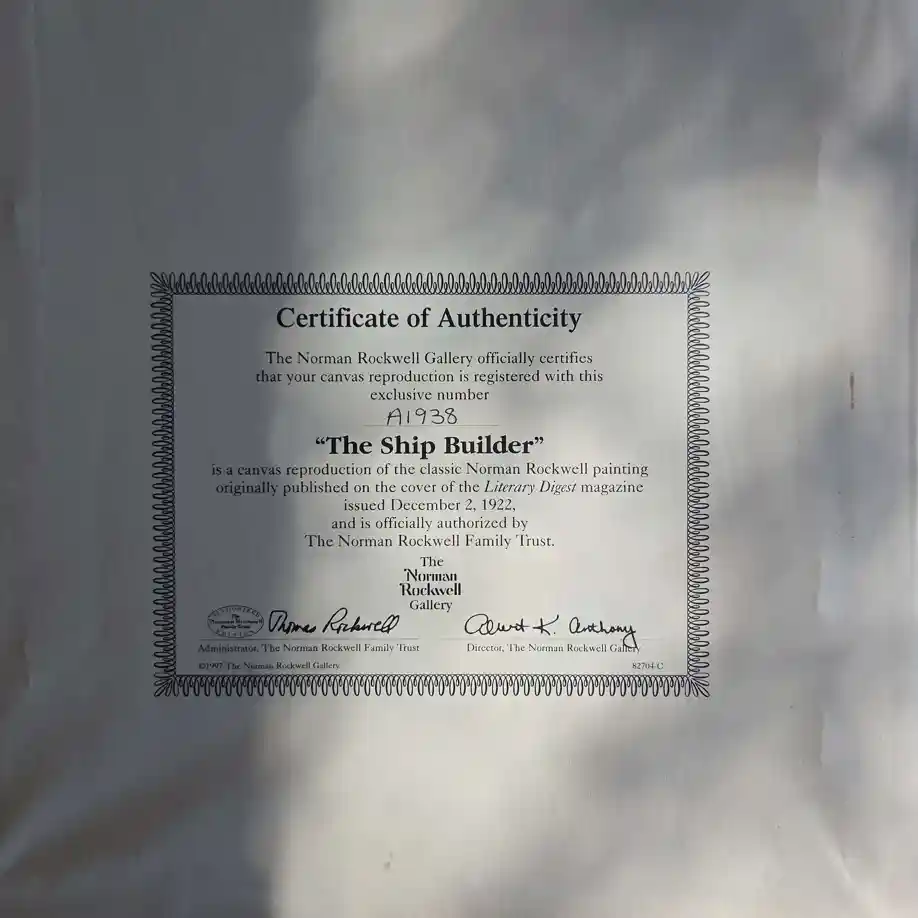 Certificate of Authenticity
The Norman Rockwell Gallery officially certifies
that your canvas reproduction is registered with this
exclusive number
A1938
“The Ship Builder”
is a canvas reproduction of the classic Norman Rockwell painting
originally published on the cover of the Literary Digest magazine
issued December 2, 1922,
and is officially authorized by
The Norman Rockwell Family Trust.
The
Norman
Rockwell
Gallery
Thomas Rockwell
K. Anthony
Administrator, The Norman Rockwell Family Trust
Director, The Norman Rockwell Gallery
©1997 The Norman Rockwell Gallery
82704-C